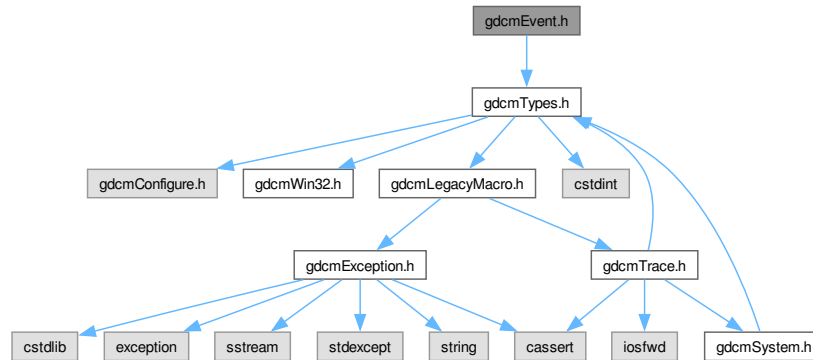 gdcmEvent.h
gdcmTypes.h
gdcmConfigure.h
gdcmWin32.h
gdcmLegacyMacro.h
cstdint
gdcmException.h
gdcmTrace.h
cstdlib
exception
sstream
stdexcept
string
cassert
iosfwd
gdcmSystem.h